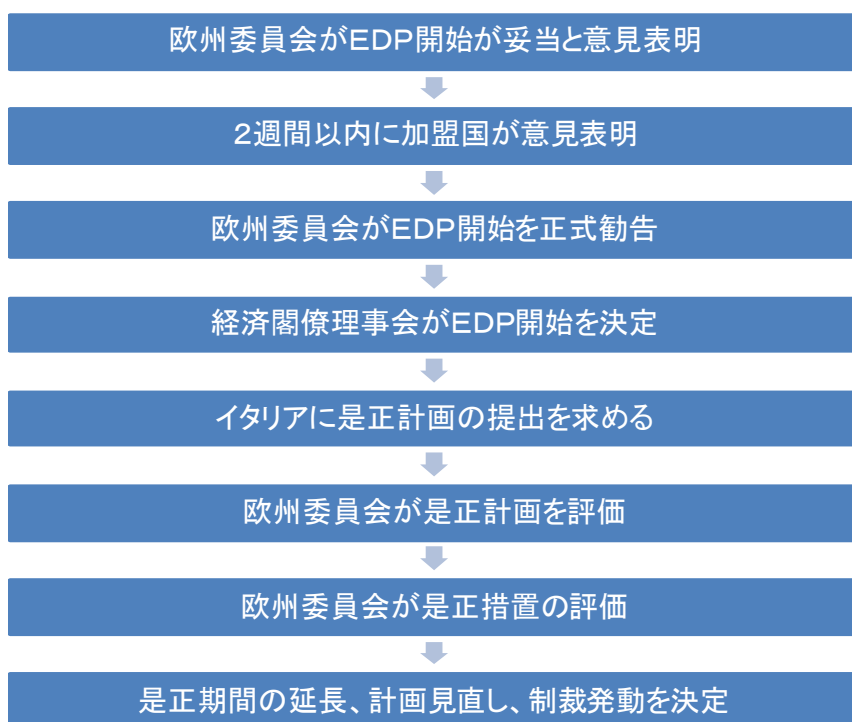 欧州委員会がＥＤＰ開始が妥当と意見表明
２週間以内に加盟国が意見表明
欧州委員会がＥＤＰ開始を正式勧告
経済閣僚理事会がＥＤＰ開始を決定
イタリアに是正計画の提出を求める
欧州委員会が是正計画を評価
欧州委員会が是正措置の評価
是正期間の延長、計画見直し、制裁発動を決定